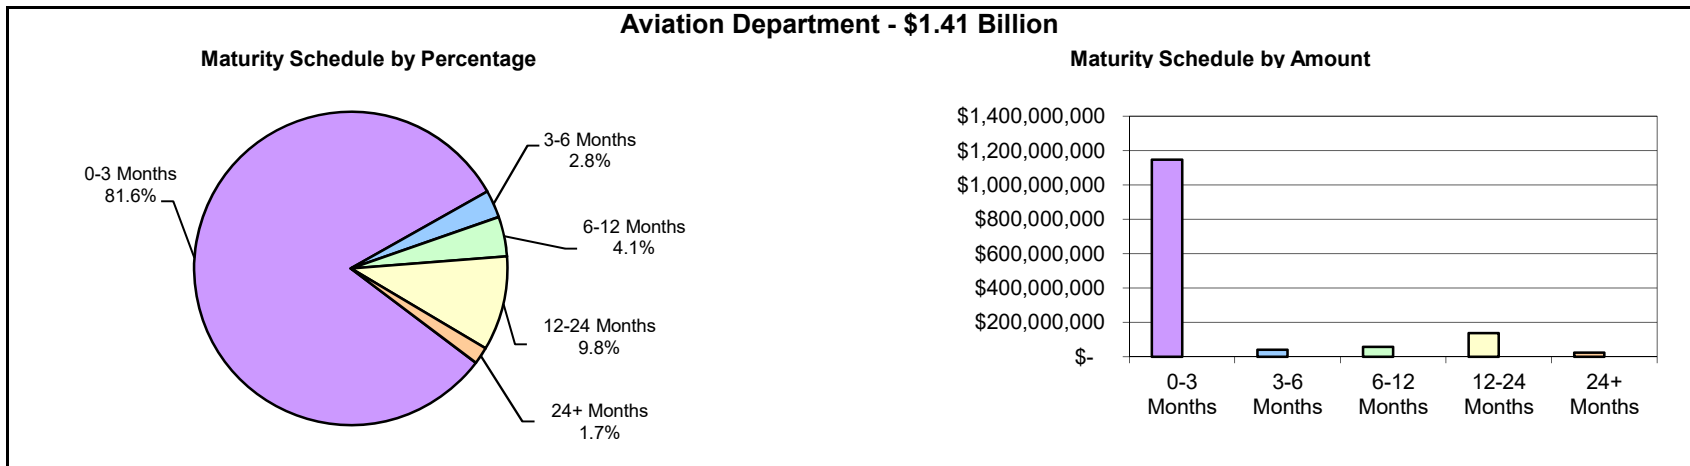 Aviation Department - $1.41 Billion
Maturity Schedule by Percentage
0-3 Months
81.6%
3-6 Months
2.8%
6-12 Months
4.1%
12-24 Months
9.8%
24+ Months
1.7%
Maturity Schedule by Amount
$1,400,000,000
$1,200,000,000
$1,000,000,000
$800,000,000
$600,000,000
$400,000,000
$200,000,000
$-
0-3 3-6 6-12 12-24 24+
Months Months Months Months Months